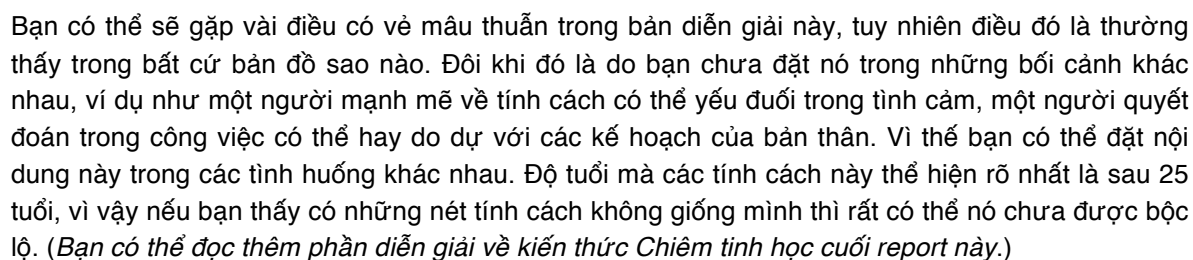 Bạn có thể sẽ gặp vài điều có vẻ mâu thuẫn trong bản diễn giải này, tuy nhiên điều đó là thường
thấy trong bất cứ bản đồ sao nào. Đôi khi đó là do bạn chưa đặt nó trong những bối cảnh khác
nhau, ví dụ như một người mạnh mẽ về tính cách có thể yếu đuối trong tình cảm, một người quyết
đoán trong công việc có thể hay do dự với các kế hoạch của bản thân. Vì thế bạn có thể đặt nội
dung này trong các tình huống khác nhau. Độ tuổi mà các tính cách này thể hiện rõ nhất là sau 25
tuổi, vì vậy nếu bạn thấy có những nét tính cách không giống mình thì rất có thể nó chưa được bộc
lộ. (Bạn có thể đọc thêm phần diễn giải về kiến thức Chiêm tinh học cuối report này.)